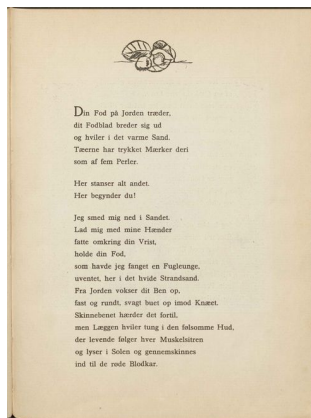 Din Fod på Jorden træder,
dit Fodblad breder sig ud
og hviler i det varme Sand.
Tæerne har trykket Mærker deri
som af fem Perler.
Her stanser alt andet.
Her begynder du!
Jeg smed mig ned i Sandet.
Lad mig med mine Hænder
fatte omkring din Vrist,
holde din Fod,
som havde jeg fanget en Fugleunge,
uventet, her i det hvide Strandsand.
Fra Jorden vokser dit Ben op,
fast og rundt, svagt buet op imod Knæet.
Skinnebenet hærder det fortil,
men Læggen hviler tung i den følsomme Hud,
der levende følger hver Muskelsitren
og lyser i Solen og gennemskinnes
ind til de røde Blodkar.